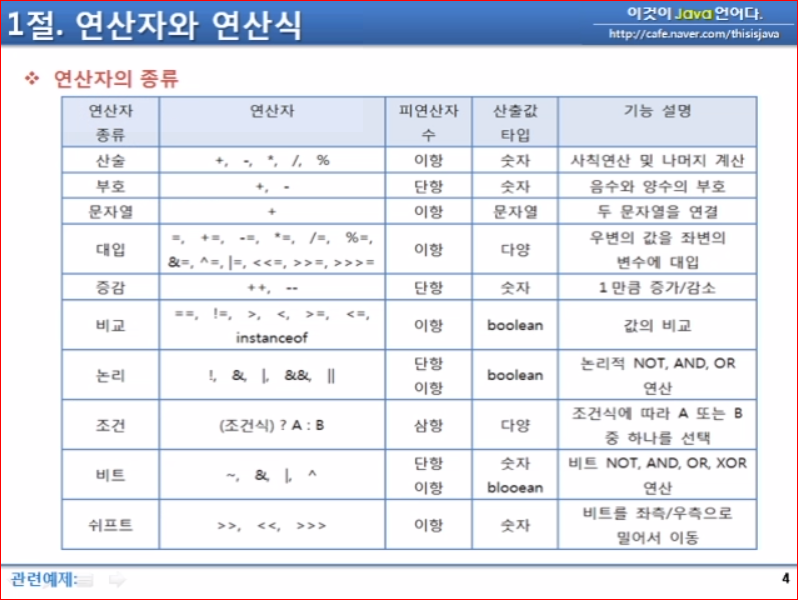 1절. 연산자와 연산식
이것이 Java 언어다.
http://cafe.naver.com/thisisjava
❖ 연산자의 종류
연산자 종류 연산자 피연산자 수 산출값 타입 기능 설명
산술 +, -, *, /, % 이항 숫자 사칙연산 및 나머지 계산
부호 +, - 단항 숫자 음수와 양수의 부호
문자열 + 이항 문자열 두 문자열을 연결
대입 =, +=, -=, *=, /=, %=, &=, ^=, |=, <<=, >>=, >>>= 이항 다양 우변의 값을 좌변의 변수에 대입
증감 ++, -- 단항 숫자 1만큼 증가/감소
비교 ==, !=, >, <, >=, <=, instanceof 이항 boolean 값의 비교
논리 !, &, |, &&, || 단항 이항 boolean 논리적 NOT, AND, OR 연산
조건 (조건식) ? A : B 삼항 다양 조건식에 따라 A 또는 B 중 하나를 선택
비트 ~, &, |, ^ 단항 이항 숫자 blooean 비트 NOT, AND, OR, XOR 연산
쉬프트 >>, <<, >>> 이항 숫자 비트를 좌측/우측으로 밀어서 이동
관련예제:
4